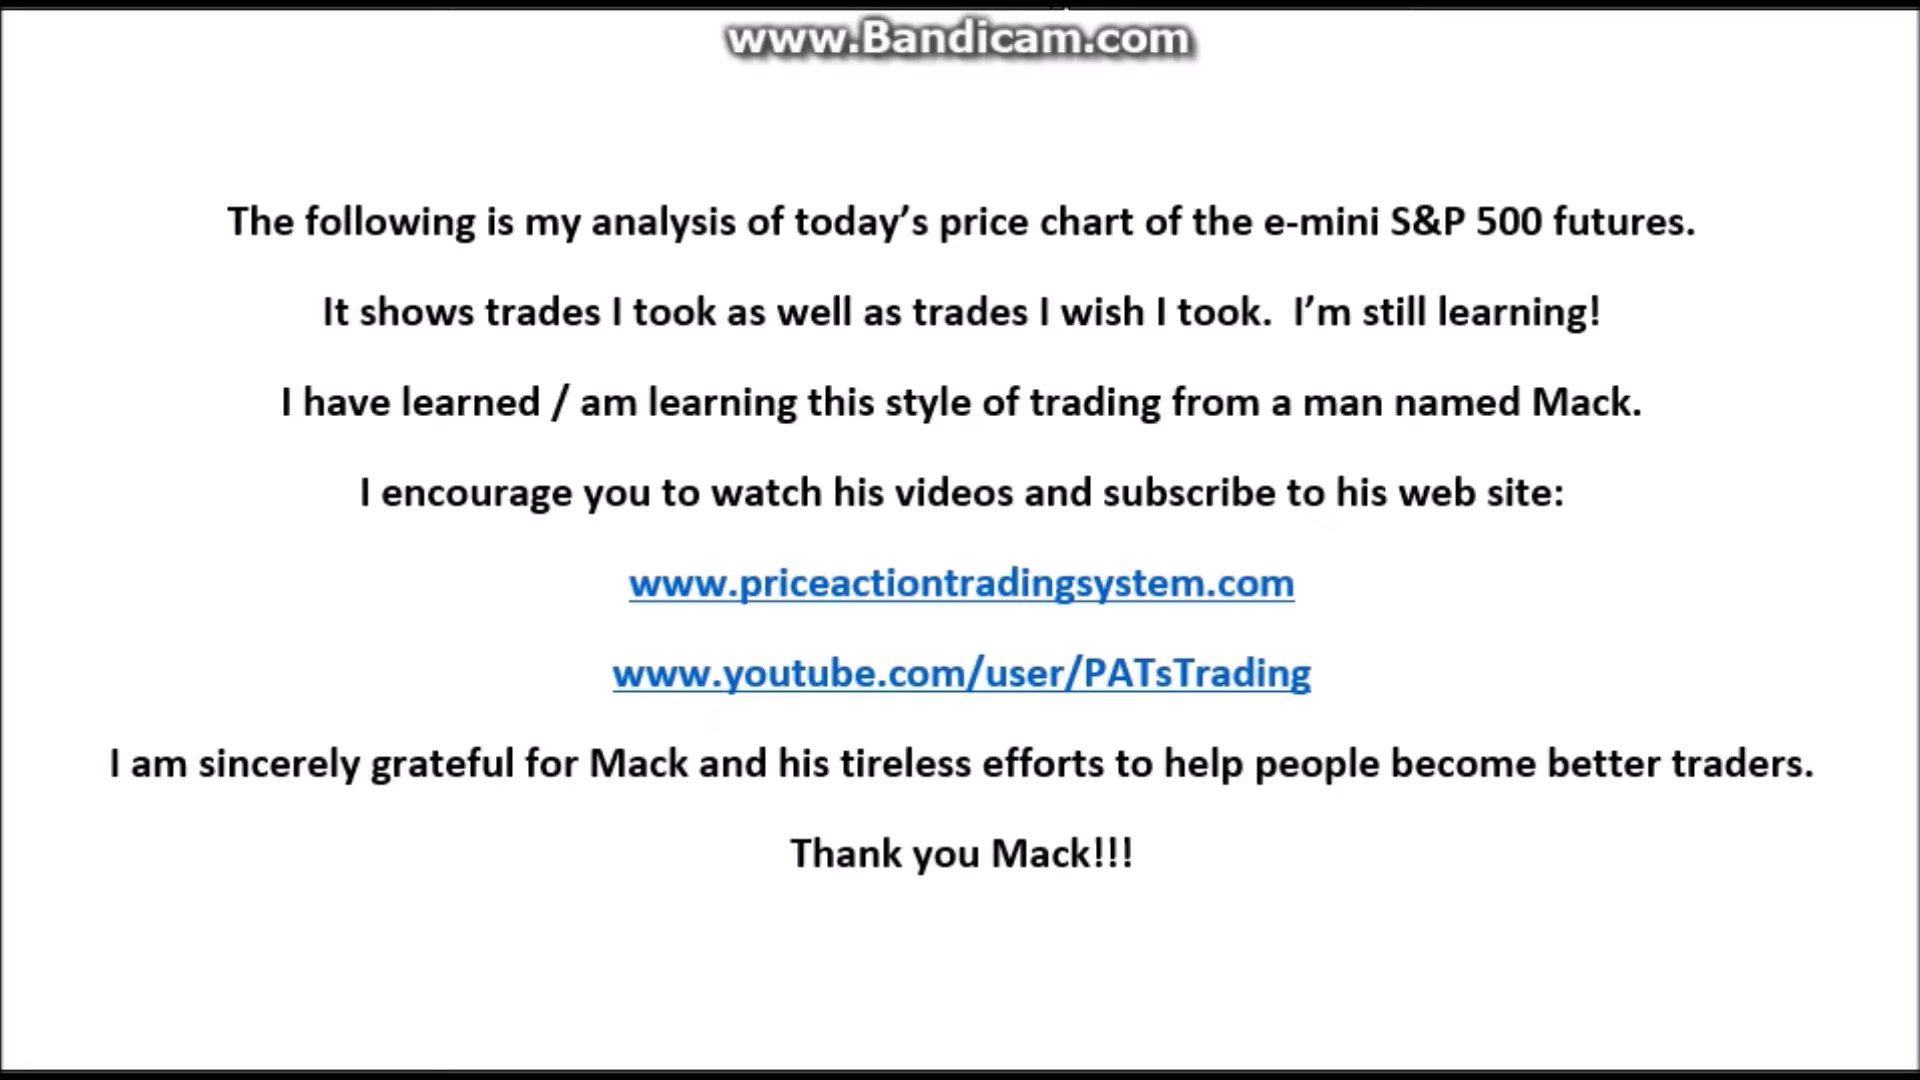 www.Bandicam.com
The following is my analysis of today’s price chart of the e-mini S&P 500 futures.
It shows trades I took as well as trades I wish I took.  I’m still learning!
I have learned / am learning this style of trading from a man named Mack.
I encourage you to watch his videos and subscribe to his web site:
www.priceactiontradingsystem.com
www.youtube.com/user/PATsTrading
I am sincerely grateful for Mack and his tireless efforts to help people become better traders.
Thank you Mack!!!